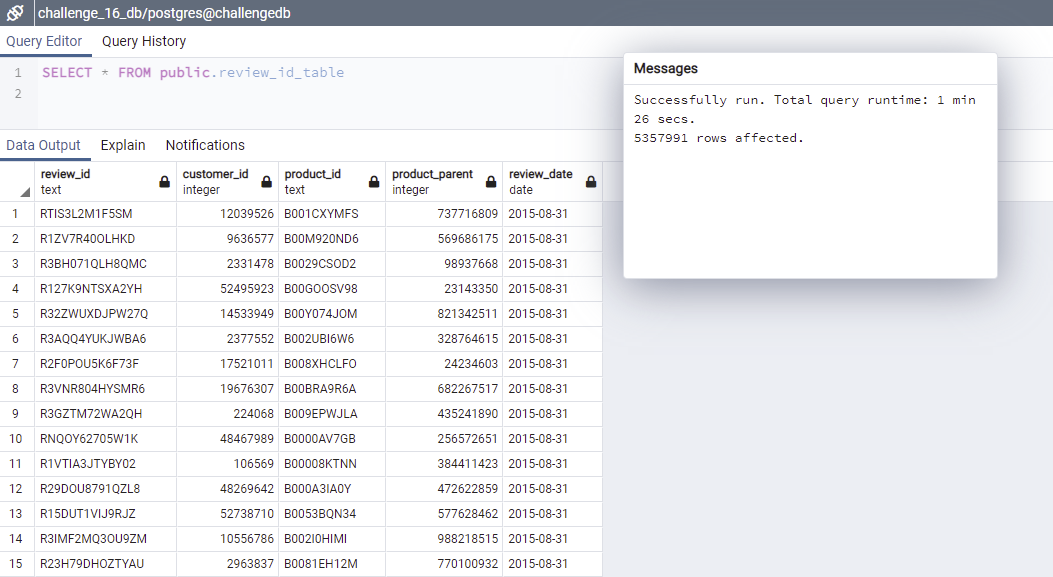 challenge_16_db/postgres@challengedb
Query Editor Query History
1 SELECT * FROM public.review_id_table
2
Messages
Successfully run. Total query runtime: 1 min
26 secs.
5357991 rows affected.
Data Output Explain Notifications
review_id customer_id product_id product_parent review_date
text integer text integer date
1 RTIS3L2M1F5SM 12039526 B001CXYMFS 737716809 2015-08-31
2 R1ZV7R40OLHKD 9636577 B00M920ND6 569686175 2015-08-31
3 R3BH071QLH8QMC 2331478 B0029CSOD2 98937668 2015-08-31
4 R127K9NTSXA2YH 52495923 B00GOOSV98 23143350 2015-08-31
5 R32ZWUXDJPW27Q 14533949 B00Y074JOM 821342511 2015-08-31
6 R3AQQ4YUKJWBA6 2377552 B002UBI6W6 328764615 2015-08-31
7 R2F0POU5K6F73F 17521011 B008XHCLFO 24234603 2015-08-31
8 R3VNR804HYSMR6 19676307 B00BRA9R6A 682267517 2015-08-31
9 R3GZTM72WA2QH 224068 B009EPWJLA 435241890 2015-08-31
10 RNQOY62705W1K 48467989 B0000AV7GB 256572651 2015-08-31
11 R1VTIA3JTYBY02 106569 B00008KTNN 384411423 2015-08-31
12 R29DOU8791QZL8 48269642 B000A3IA0Y 472622859 2015-08-31
13 R15DUT1VIJ9RJZ 52738710 B0053BQN34 577628462 2015-08-31
14 R3IMF2MQ3OU9ZM 10556786 B002I0HIMI 988218515 2015-08-31
15 R23H79DHOZTYAU 2963837 B0081EH12M 770100932 2015-08-31